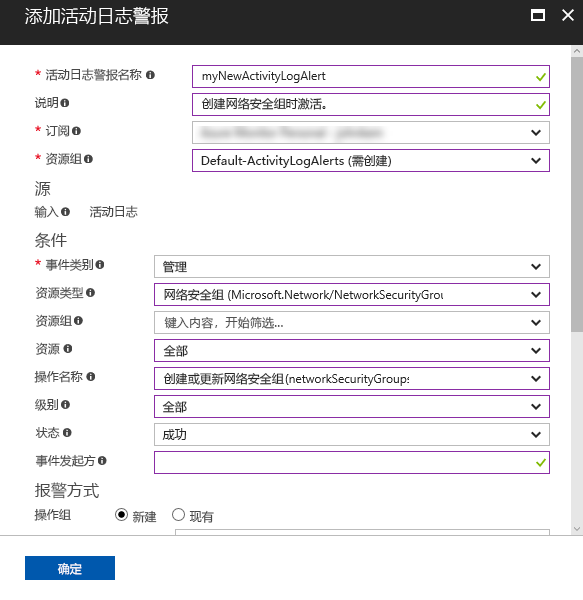 添加活动日志警报
* 活动日志警报名称 myNewActivityLogAlert
说明 创建网络安全组时激活。
* 订阅
* 资源组 Default-ActivityLogAlerts (需创建)
源
输入 活动日志
条件
* 事件类别 管理
资源类型 网络安全组 (Microsoft.Network/NetworkSecurityGrou
资源组 键入内容，开始筛选...
资源 全部
操作名称 创建或更新网络安全组(networkSecurityGroups
级别 全部
状态 成功
事件发起方
报警方式
操作组 新建 现有
确定